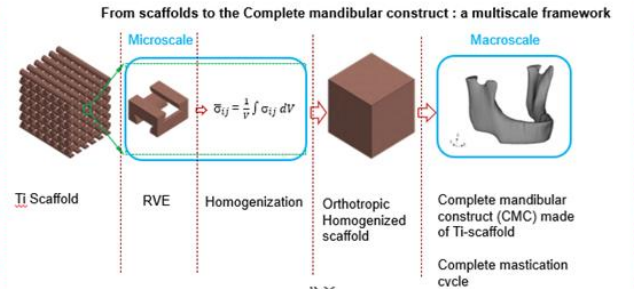 From scaffolds to the Complete mandibular construct : a multiscale framework
Microscale
Macroscale
σ̄ij = 1/V ∫ σij dV
Ti Scaffold
RVE
Homogenization
Orthotropic
Homogenized
scaffold
Complete mandibular
construct (CMC) made
of Ti-scaffold
Complete mastication
cycle